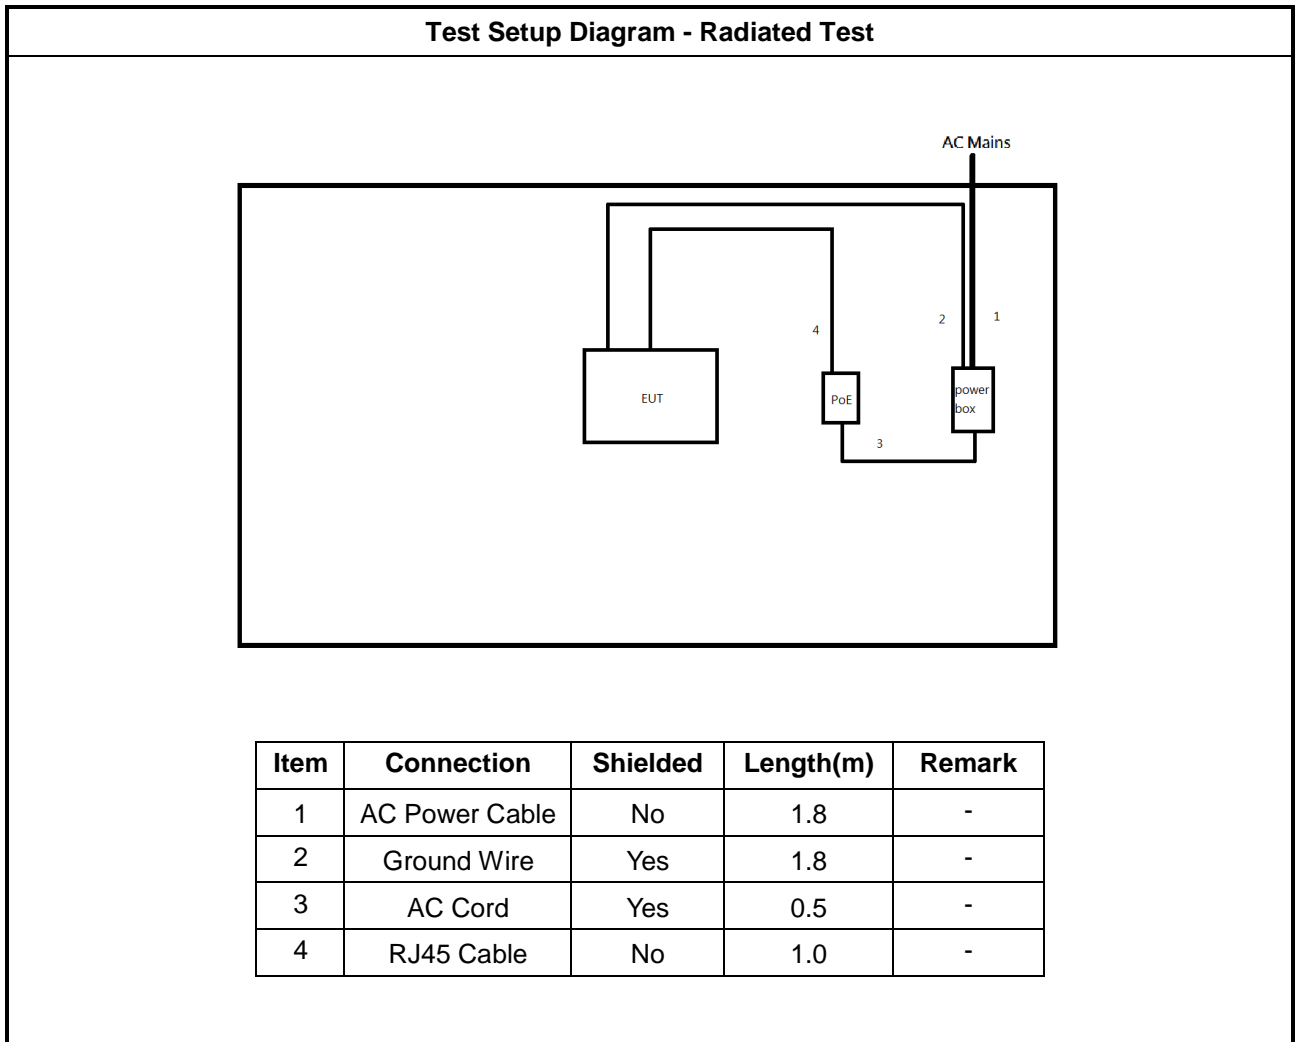 Test Setup Diagram - Radiated Test
AC Mains
4
2
1
EUT
PoE
power
box
3
Item Connection Shielded Length(m) Remark
1 AC Power Cable No 1.8 -
2 Ground Wire Yes 1.8 -
3 AC Cord Yes 0.5 -
4 RJ45 Cable No 1.0 -